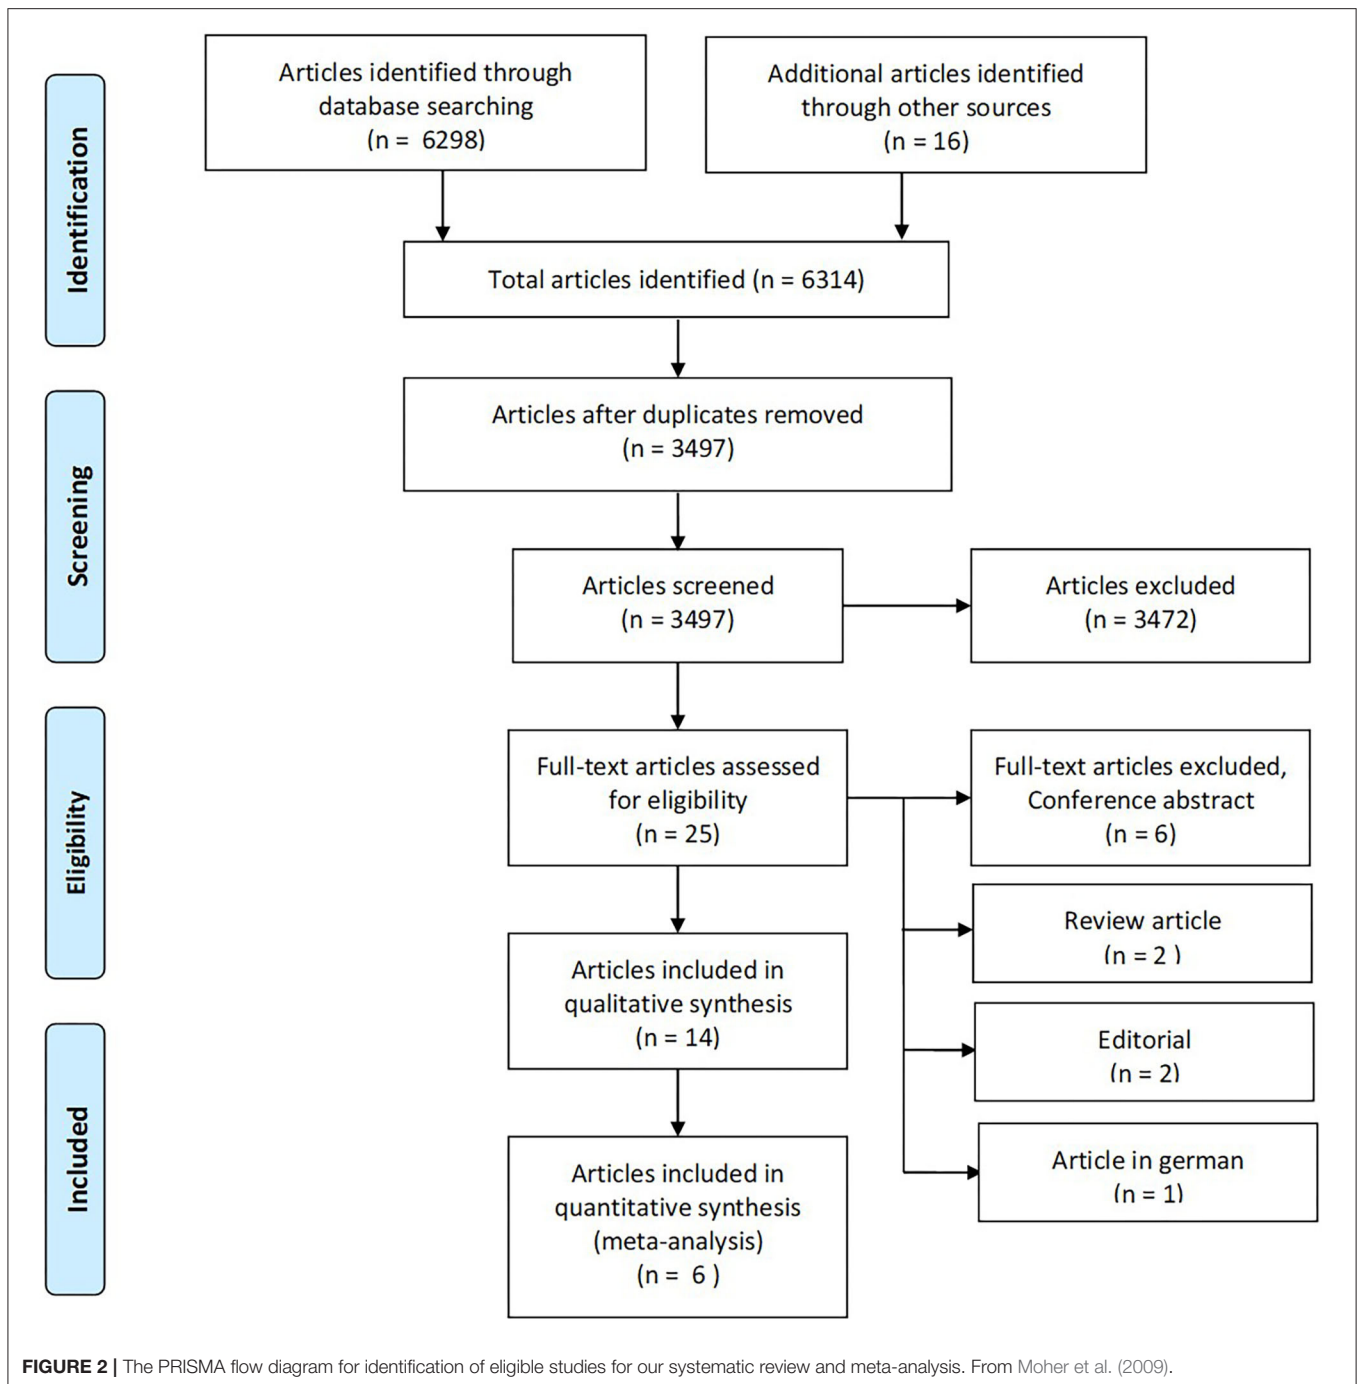 Identification
Articles identified through
database searching
(n = 6298)
Additional articles identified
through other sources
(n = 16)
Total articles identified (n = 6314)
Screening
Articles after duplicates removed
(n = 3497)
Articles screened
(n = 3497)
Articles excluded
(n = 3472)
Eligibility
Full-text articles assessed
for eligibility
(n = 25)
Full-text articles excluded,
Conference abstract
(n = 6)
Review article
(n = 2 )
Articles included in
qualitative synthesis
(n = 14)
Editorial
(n = 2)
Included
Articles included in
quantitative synthesis
(meta-analysis)
(n = 6 )
Article in german
(n = 1)
FIGURE 2 | The PRISMA flow diagram for identification of eligible studies for our systematic review and meta-analysis. From Moher et al. (2009).